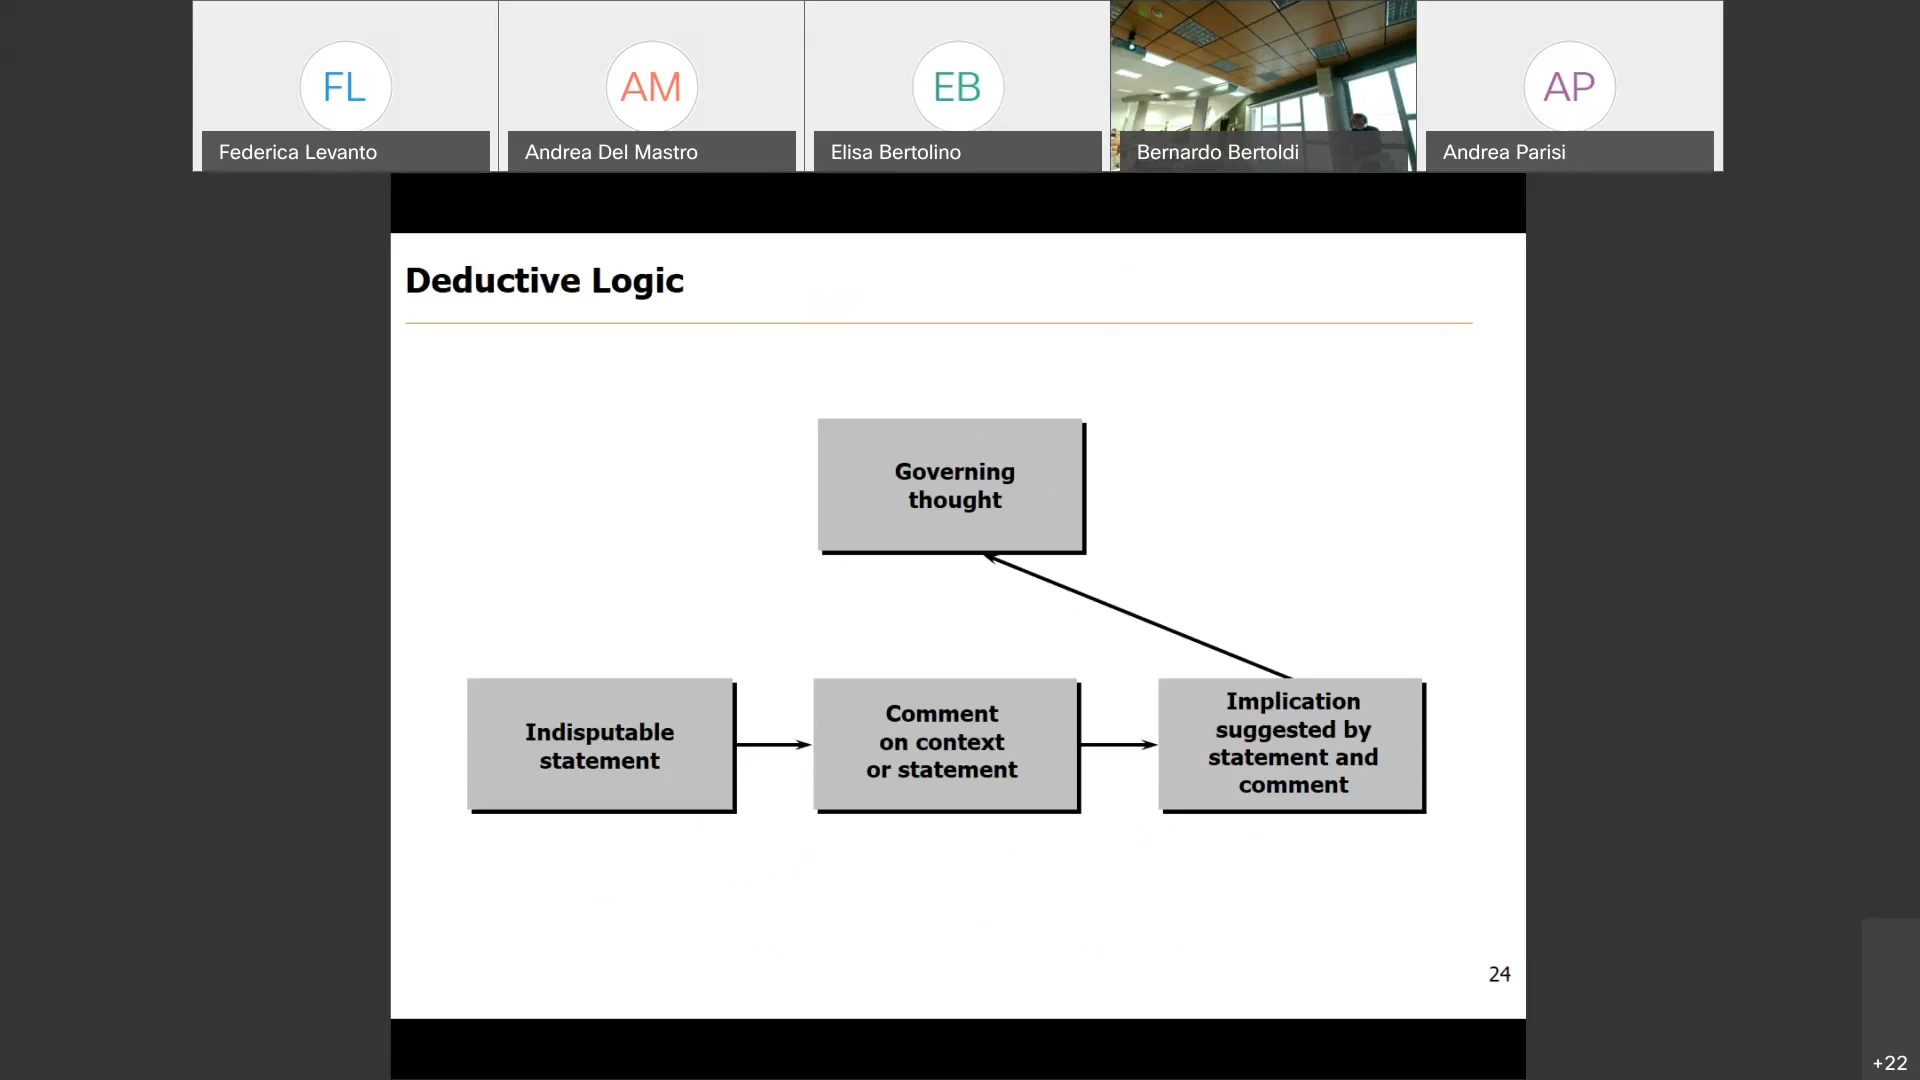 FL
Federica Levanto
AM
Andrea Del Mastro
EB
Elisa Bertolino
Bernardo Bertoldi
AP
Andrea Parisi
Deductive Logic
Governing
thought
Indisputable
statement
Comment
on context
or statement
Implication
suggested by
statement and
comment
24
+22